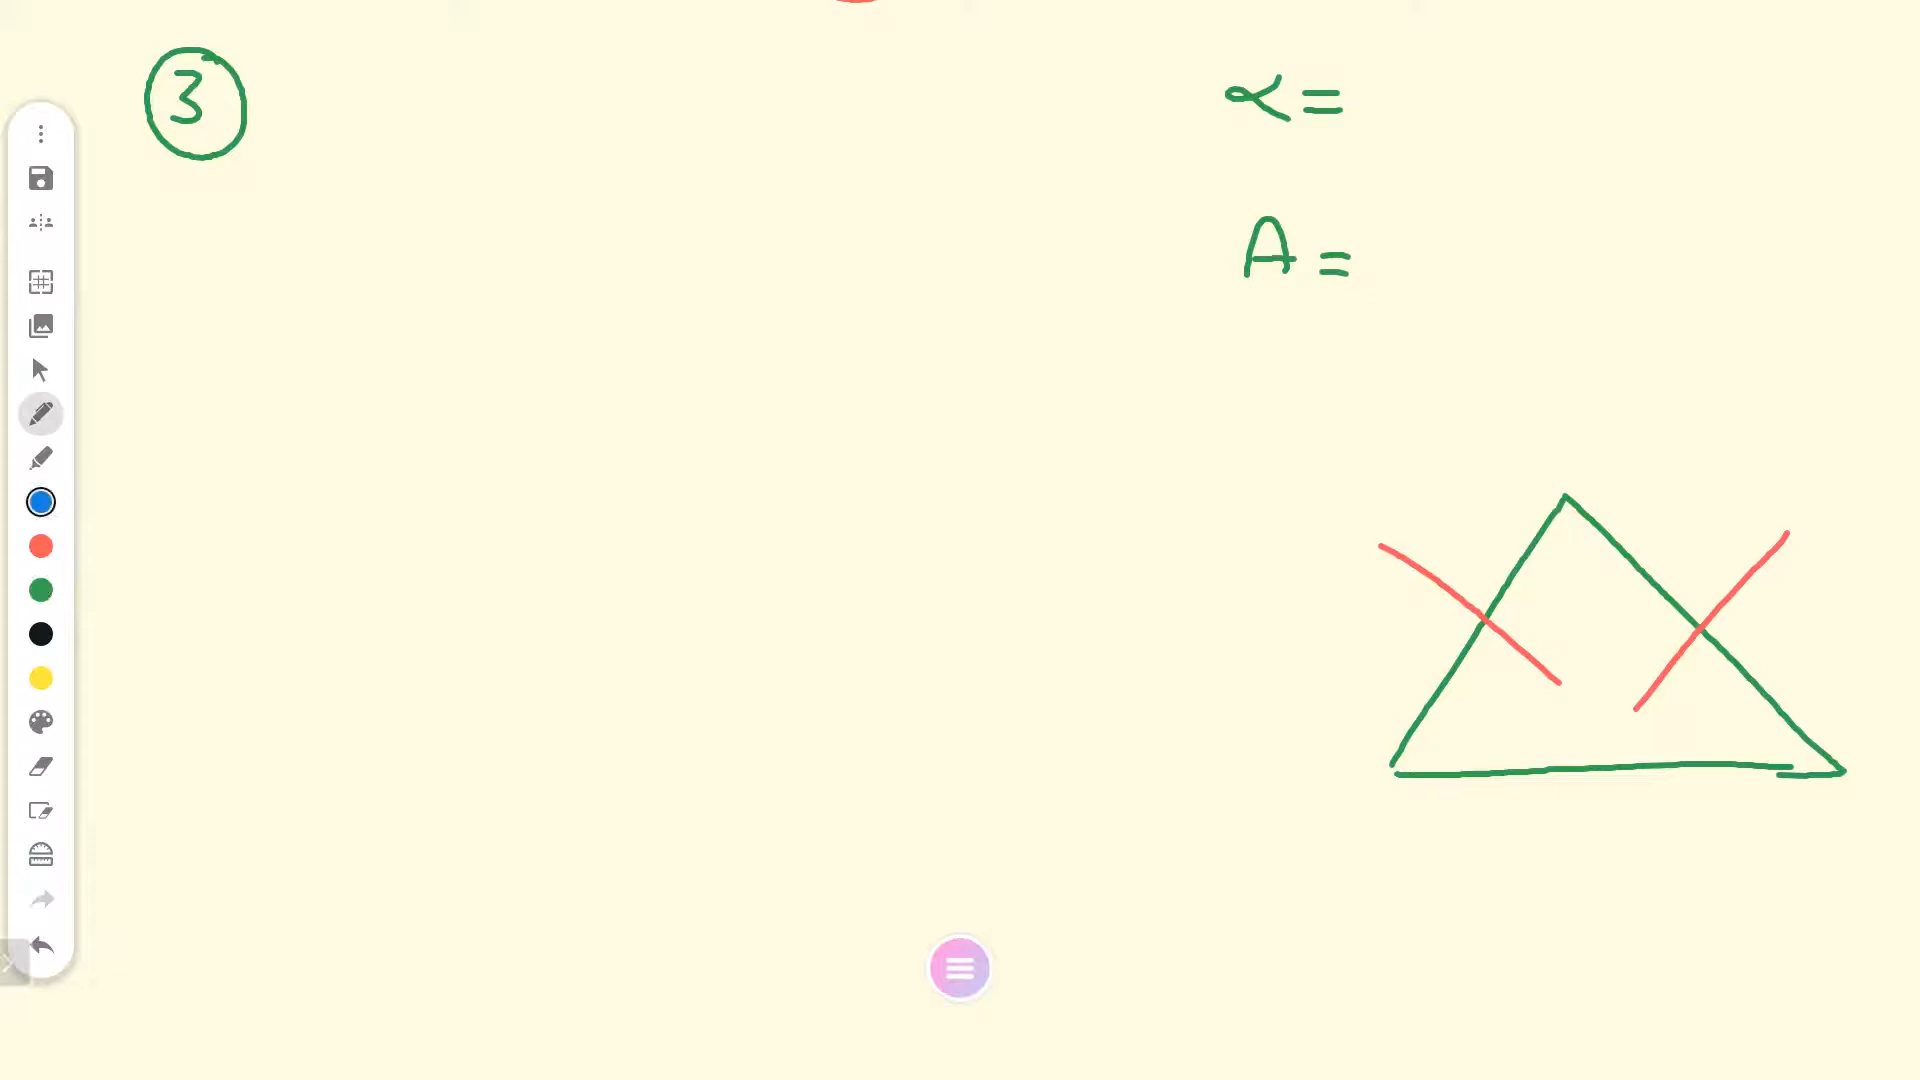 3
α =
A =